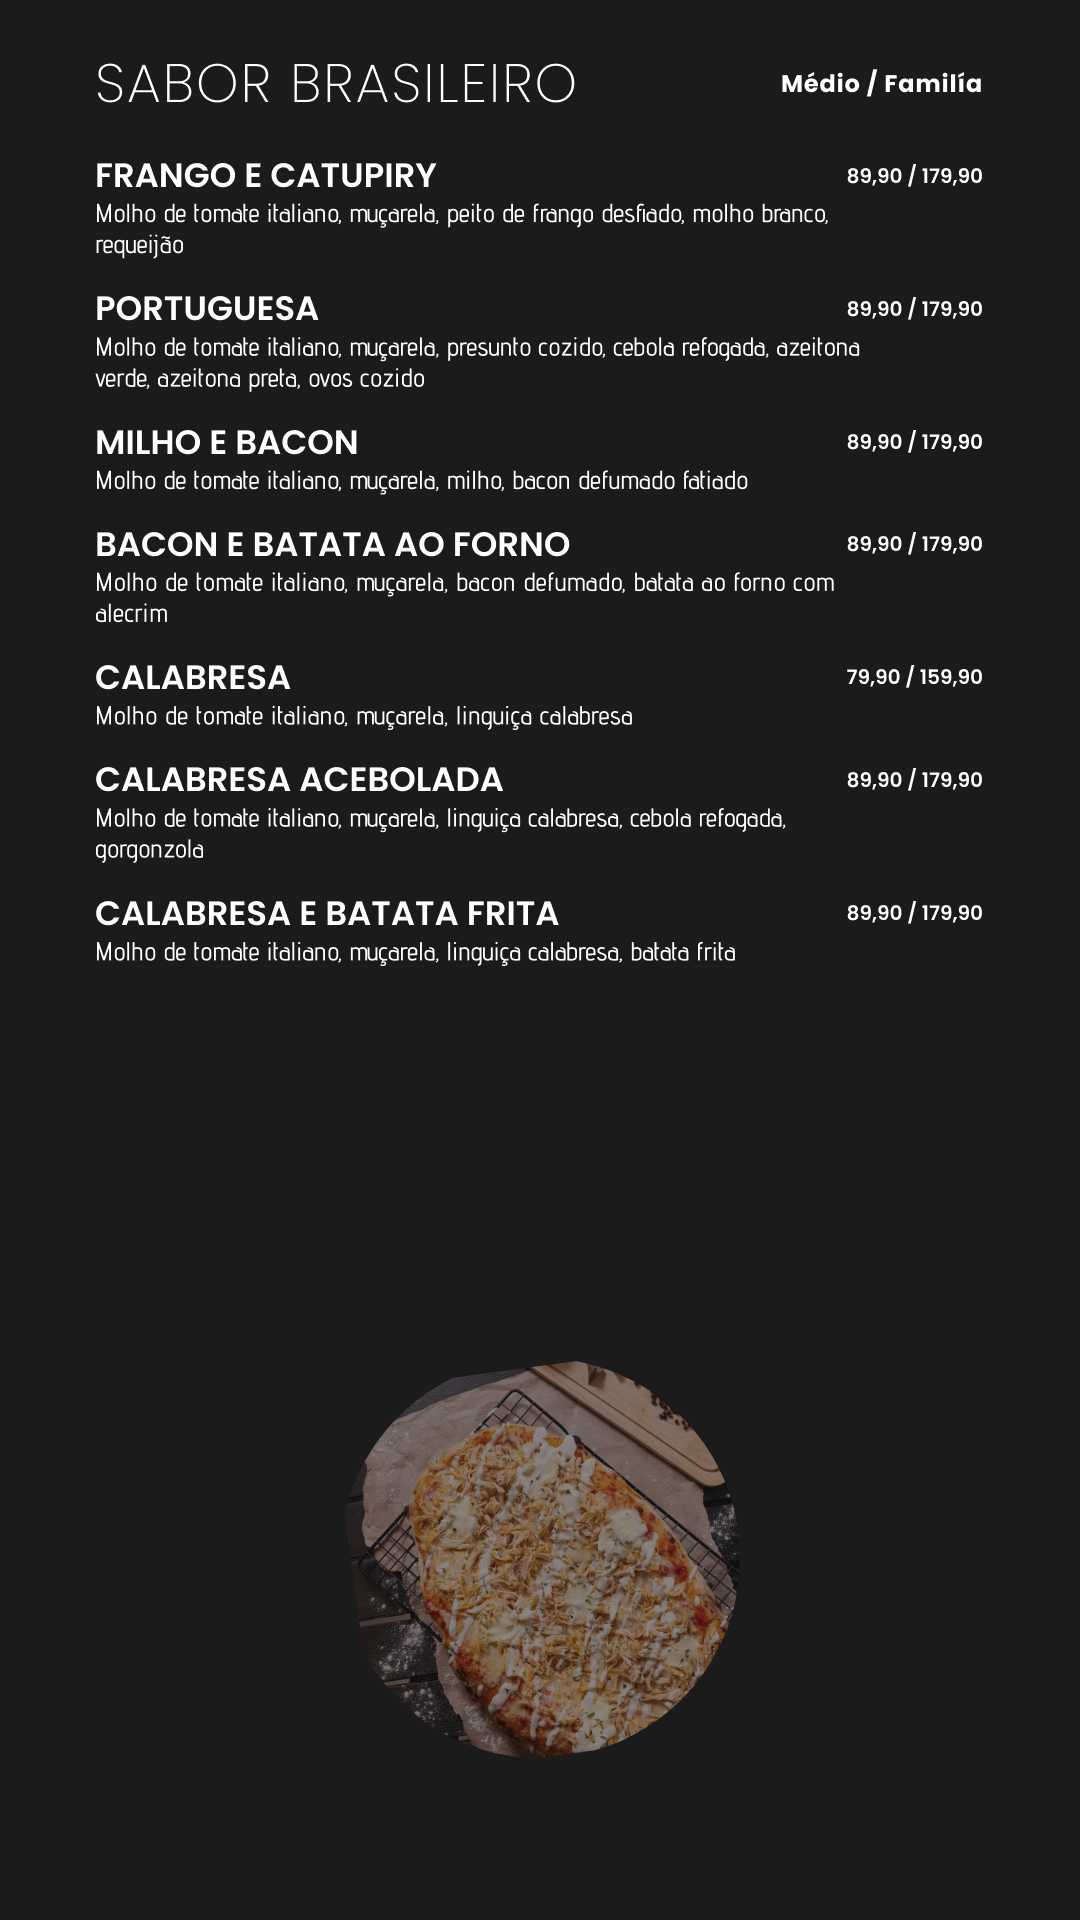 SABOR BRASILEIRO
Médio / Familía
FRANGO E CATUPIRY
89,90 / 179,90
Molho de tomate italiano, muçarela, peito de frango desfiado, molho branco,
requeijão
PORTUGUESA
89,90 / 179,90
Molho de tomate italiano, muçarela, presunto cozido, cebola refogada, azeitona
verde, azeitona preta, ovos cozido
MILHO E BACON
89,90 / 179,90
Molho de tomate italiano, muçarela, milho, bacon defumado fatiado
BACON E BATATA AO FORNO
89,90 / 179,90
Molho de tomate italiano, muçarela, bacon defumado, batata ao forno com
alecrim
CALABRESA
79,90 / 159,90
Molho de tomate italiano, muçarela, linguiça calabresa
CALABRESA ACEBOLADA
89,90 / 179,90
Molho de tomate italiano, muçarela, linguiça calabresa, cebola refogada,
gorgonzola
CALABRESA E BATATA FRITA
89,90 / 179,90
Molho de tomate italiano, muçarela, linguiça calabresa, batata frita